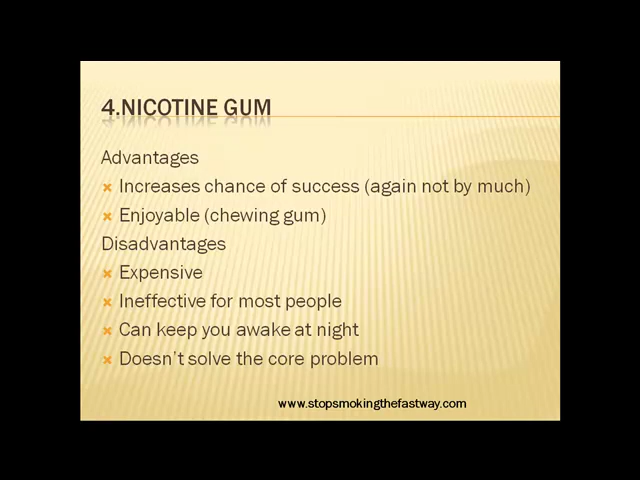 4.NICOTINE GUM
Advantages
Increases chance of success (again not by much)
Enjoyable (chewing gum)
Disadvantages
Expensive
Ineffective for most people
Can keep you awake at night
Doesn't solve the core problem
www.stopsmokingthefastway.com